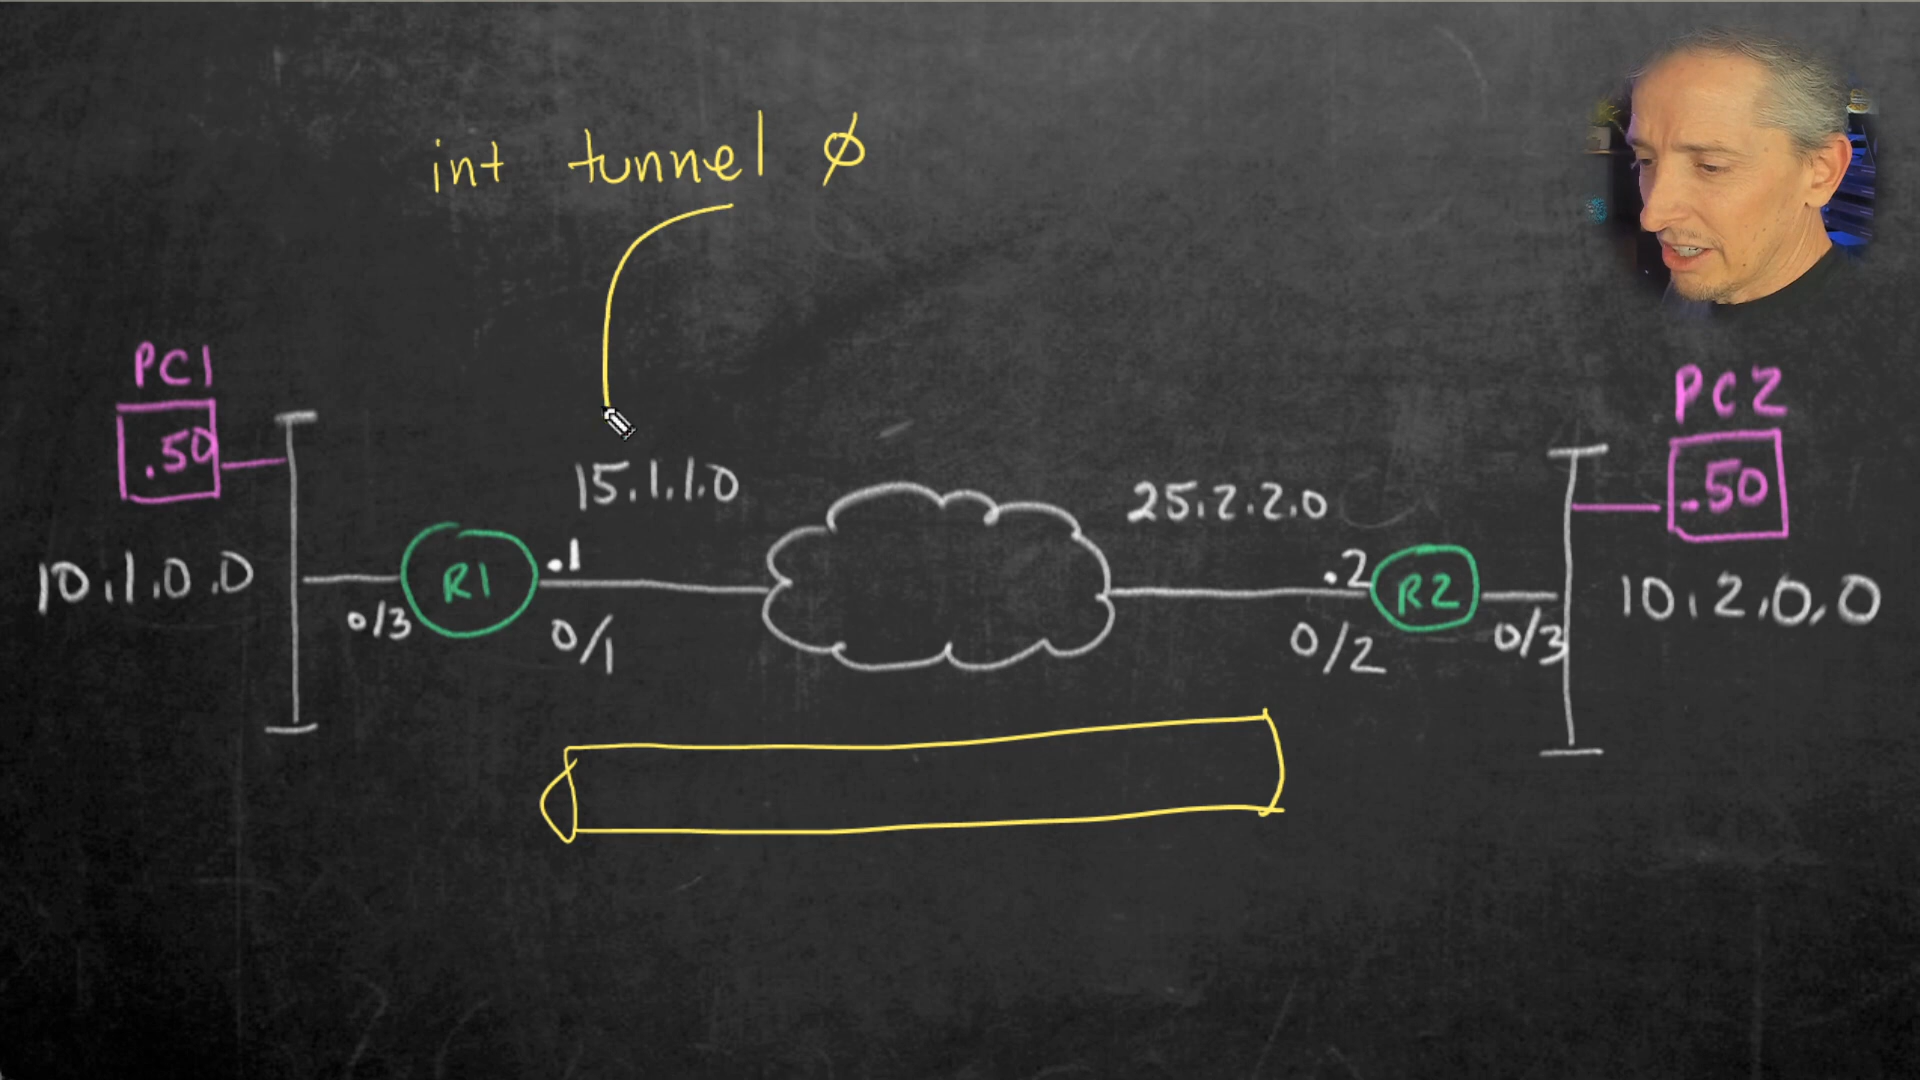 int tunnel 0
PC1
.50
10.1.0.0
0/3
R1
.1
0/1
15.1.1.0
25.2.2.0
.2
0/2
R2
0/3
PC2
.50
10.2.0.0